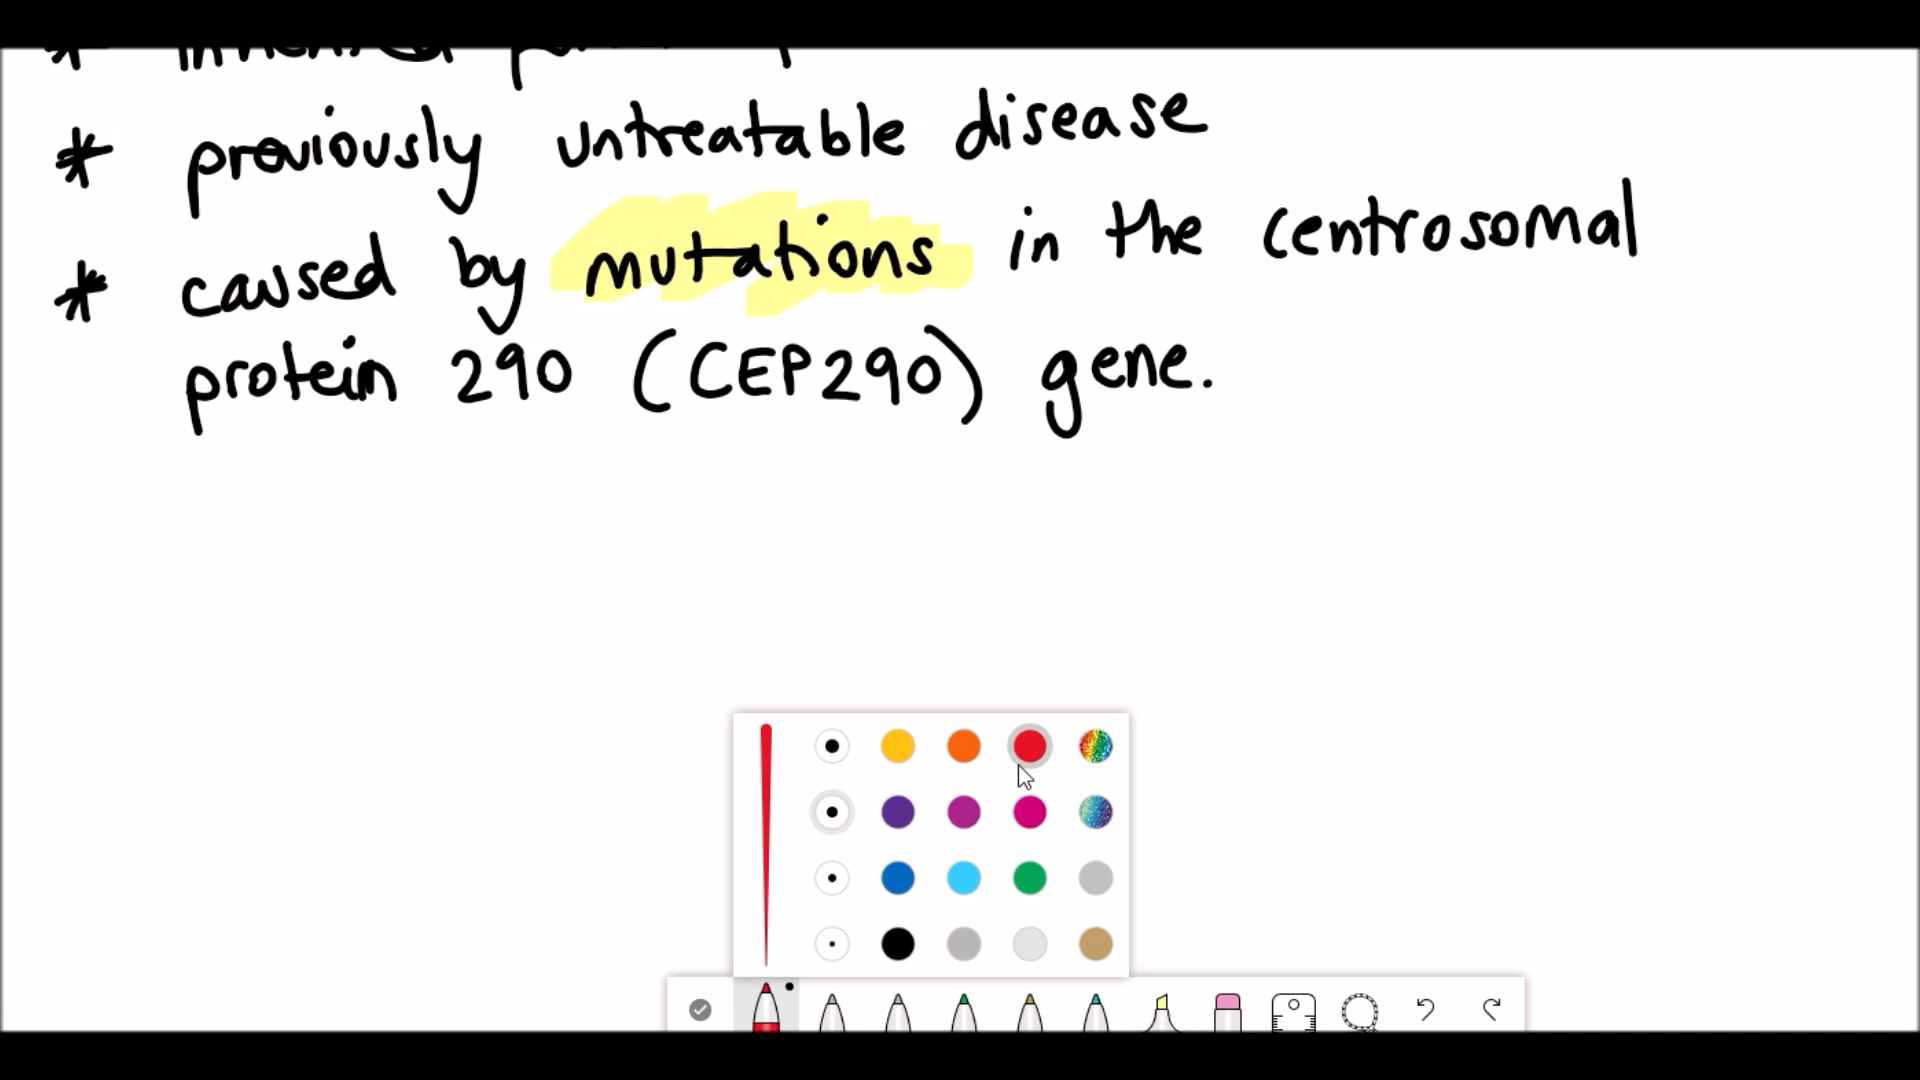 * previously untreatable disease
* caused by mutations in the centrosomal
protein 290 (CEP290) gene.